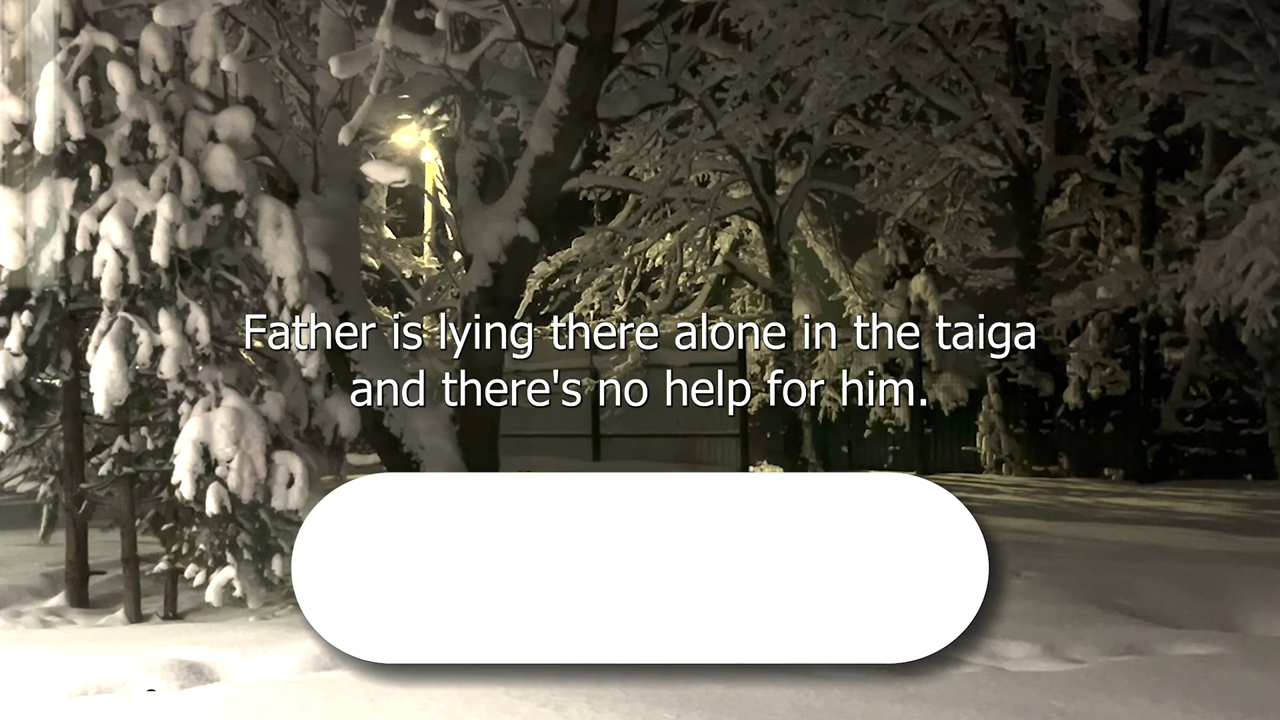 Father is lying there alone in the taiga
and there's no help for him.